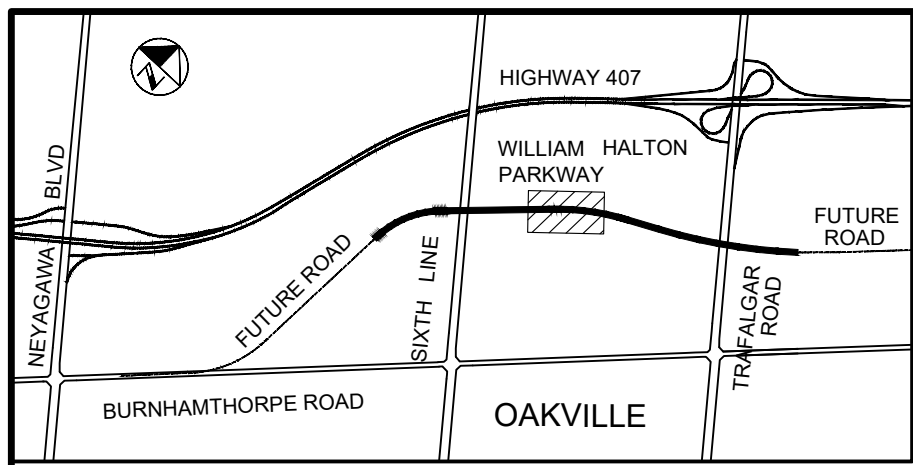 HIGHWAY 407
WILLIAM HALTON
PARKWAY
NEYAGAWA BLVD
FUTURE ROAD
SIXTH LINE
FUTURE
ROAD
TRAFALGAR
ROAD
BURNHAMTHORPE ROAD
OAKVILLE
N